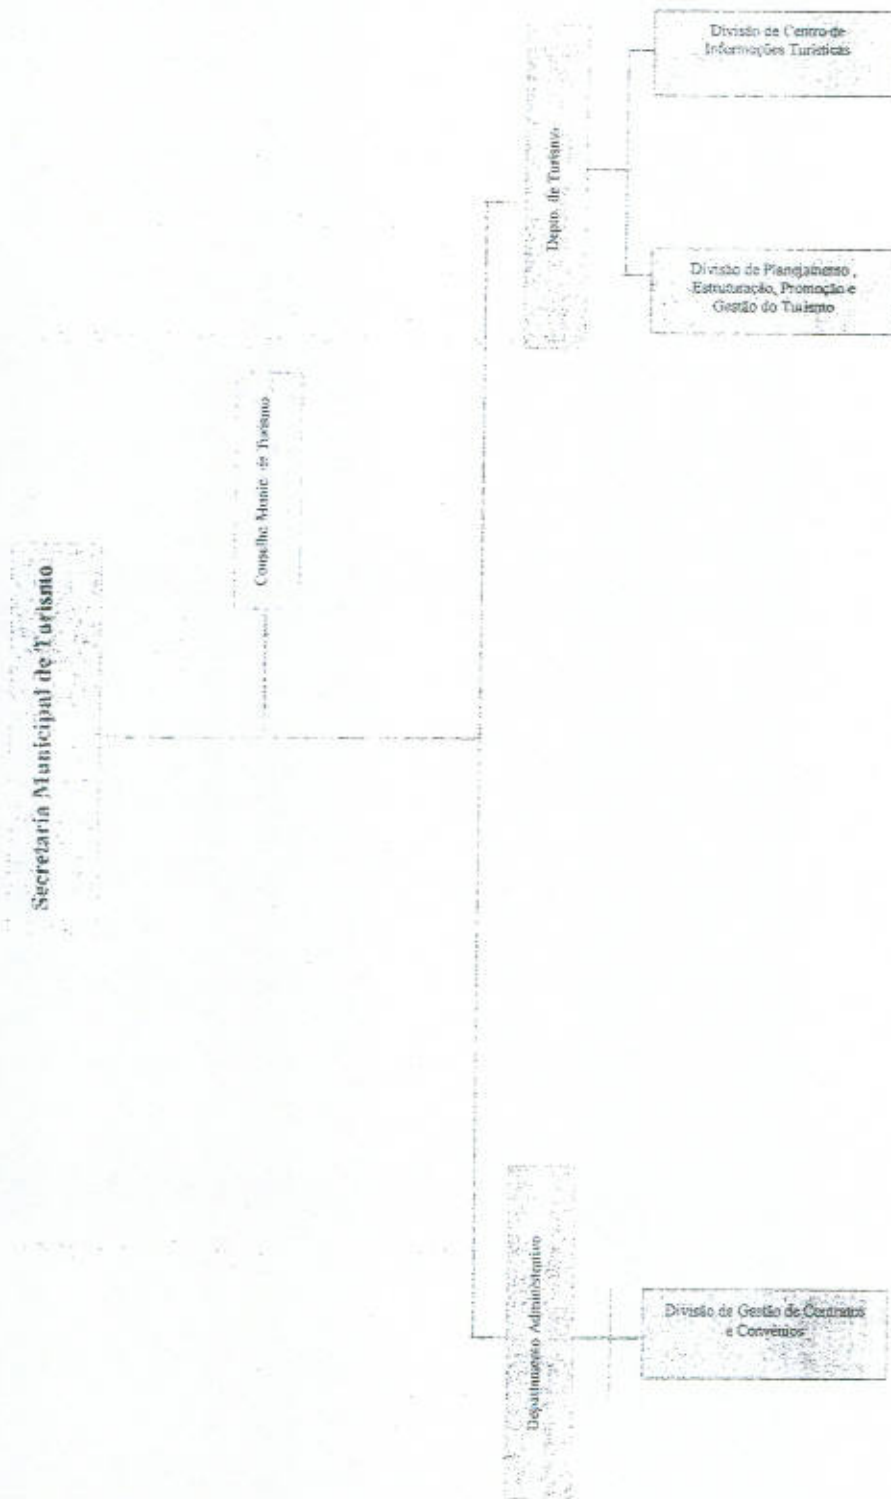 Secretaria Municipal de Turismo
Conselho Munic. de Turismo
Departamento Administrativo
Depto. de Turismo
Divisão de Gestão de Contratos
e Convênios
Divisão de Planejamento ,
Estruturação, Promoção e
Gestão do Turismo
Divisão de Centro de
Informações Turísticas